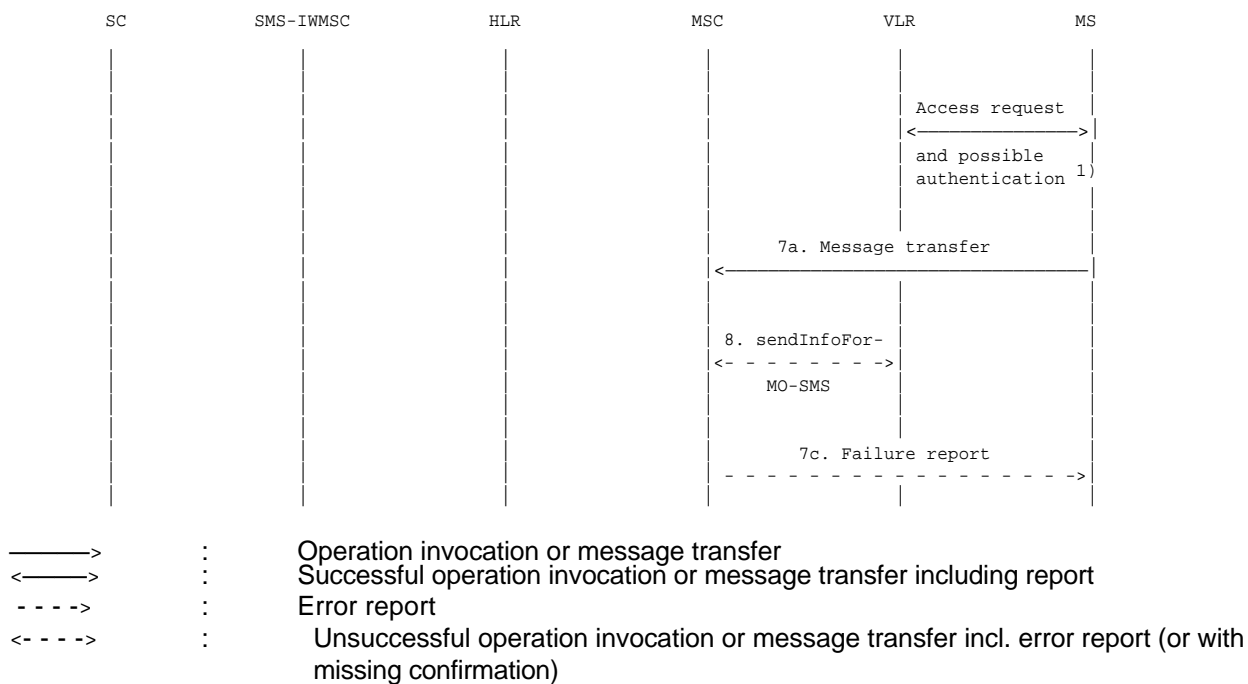 SC SMS-IWMSC HLR MSC VLR MS
Access request
and possible
authentication 1)
7a. Message transfer
8. sendInfoFor-
MO-SMS
7c. Failure report
: Operation invocation or message transfer
: Successful operation invocation or message transfer including report
: Error report
: Unsuccessful operation invocation or message transfer incl. error report (or with
missing confirmation)